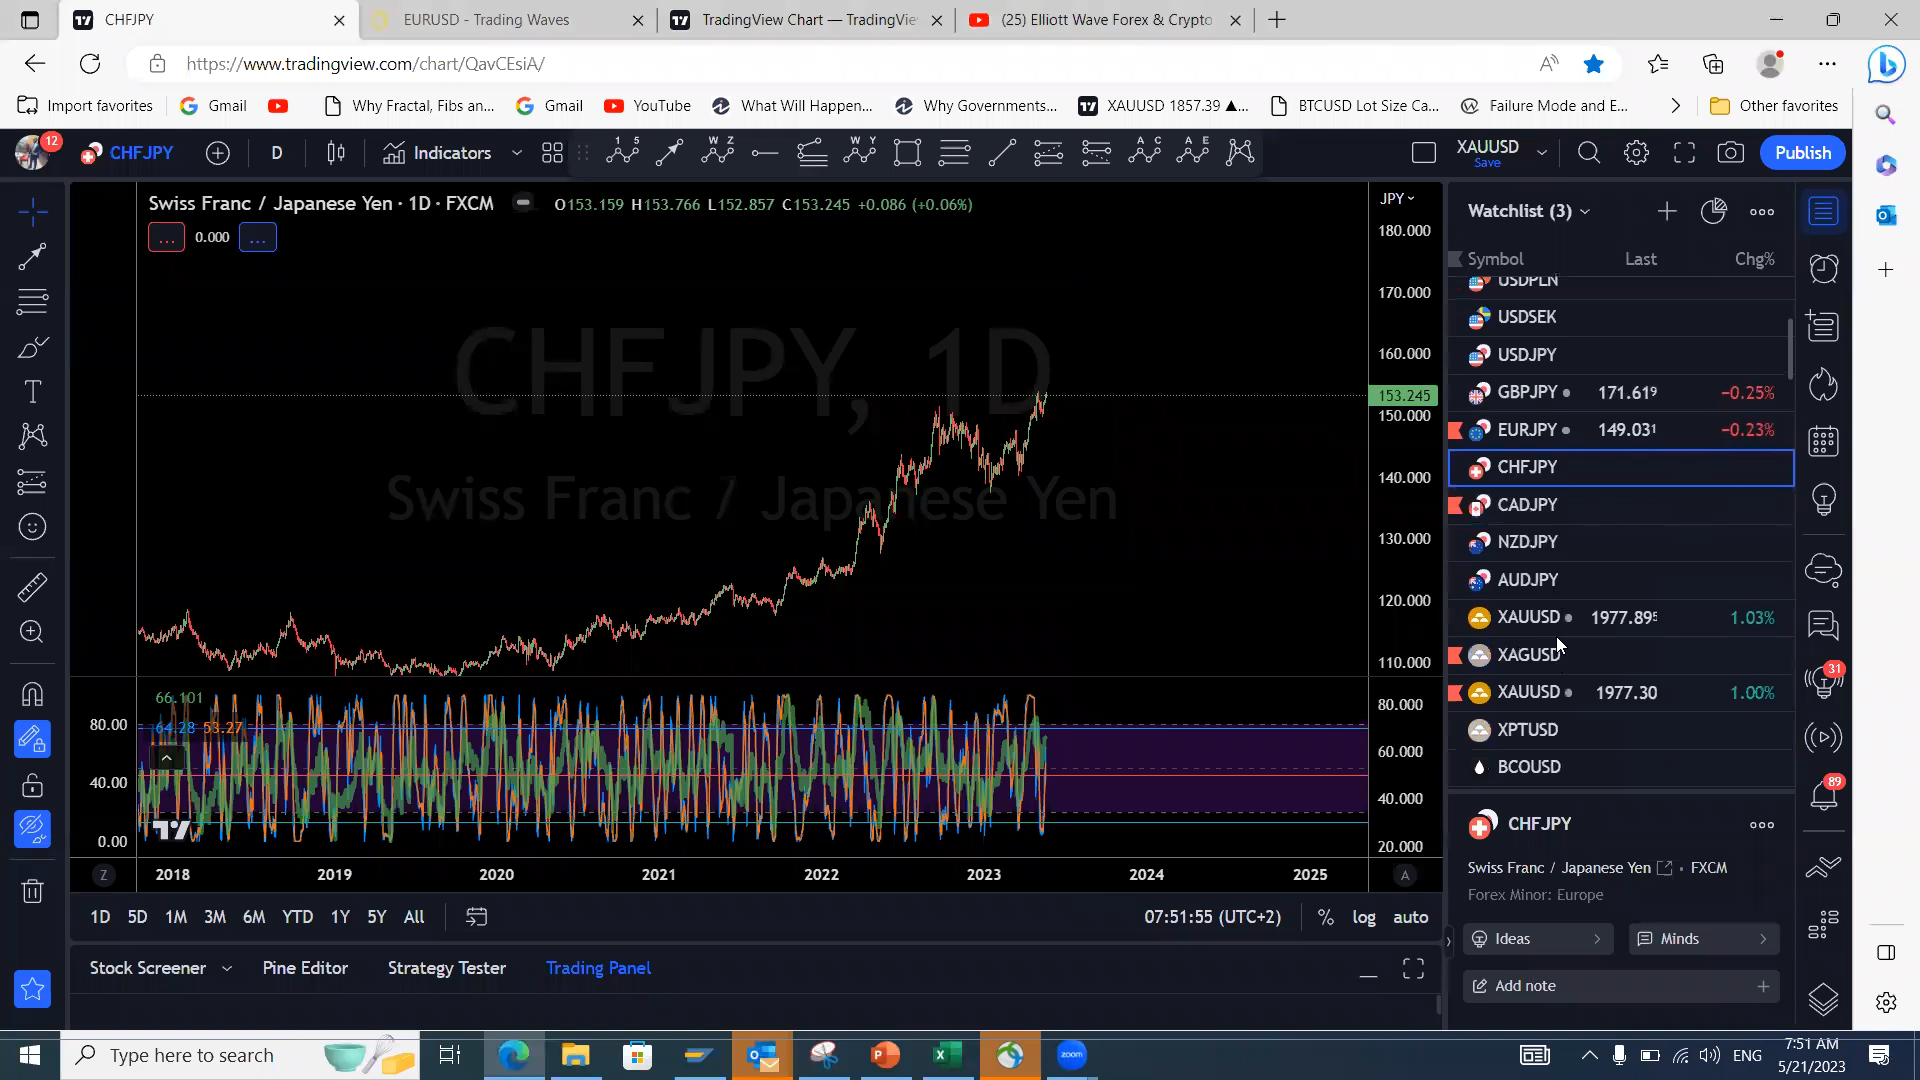 CHFJPY
EURUSD - Trading Waves
TradingView Chart — TradingVie
(25) Elliott Wave Forex & Crypto
https://www.tradingview.com/chart/QavCEsiA/
Import favorites
Gmail
Why Fractal, Fibs an...
Gmail
YouTube
What Will Happen...
Why Governments...
XAUUSD 1857.39 ▲...
BTCUSD Lot Size Ca...
Failure Mode and E...
Other favorites
12
CHFJPY
D
Indicators
XAUUSD
Save
Publish
Swiss Franc / Japanese Yen · 1D · FXCM
O153.159 H153.766 L152.857 C153.245 +0.086 (+0.06%)
... 0.000 ...
CHFJPY, 1D
Swiss Franc / Japanese Yen
JPY
180.000
170.000
160.000
153.245
150.000
140.000
130.000
120.000
110.000
66.101
64.28 53.27
80.00
40.00
0.00
80.000
60.000
40.000
20.000
Z
2018
2019
2020
2021
2022
2023
2024
2025
A
1D 5D 1M 3M 6M YTD 1Y 5Y All
07:51:55 (UTC+2)
% log auto
Stock Screener
Pine Editor
Strategy Tester
Trading Panel
Watchlist (3)
Symbol Last Chg%
USDPLN
USDSEK
USDJPY
GBPJPY 171.619 −0.25%
EURJPY 149.031 −0.23%
CHFJPY
CADJPY
NZDJPY
AUDJPY
XAUUSD 1977.895 1.03%
XAGUSD
XAUUSD 1977.30 1.00%
XPTUSD
BCOUSD
CHFJPY
Swiss Franc / Japanese Yen · FXCM
Forex Minor: Europe
Ideas
Minds
Add note
31
89
Type here to search
zoom
ENG
7:51 AM
5/21/2023